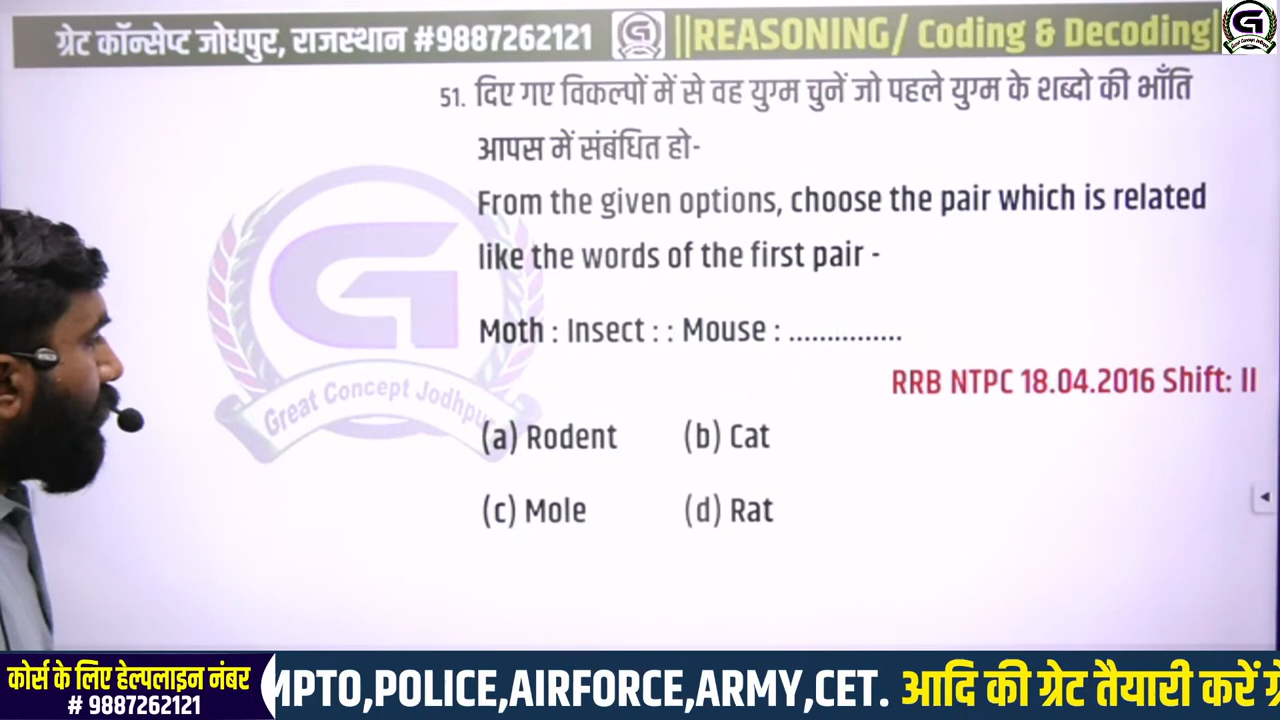 ग्रेट कॉन्सेप्ट जोधपुर, राजस्थान #9887262121 ||REASONING/ Coding & Decoding|
51. दिए गए विकल्पों में से वह युग्म चुनें जो पहले युग्म के शब्दो की भाँति
आपस में संबंधित हो-
From the given options, choose the pair which is related
like the words of the first pair -
Moth : Insect : : Mouse : ...............
RRB NTPC 18.04.2016 Shift: II
Great Concept Jodhpu
(a) Rodent (b) Cat
(c) Mole (d) Rat
कोर्स के लिए हेल्पलाइन नंबर
# 9887262121
MPTO,POLICE,AIRFORCE,ARMY,CET. आदि की ग्रेट तैयारी करें ग्रे